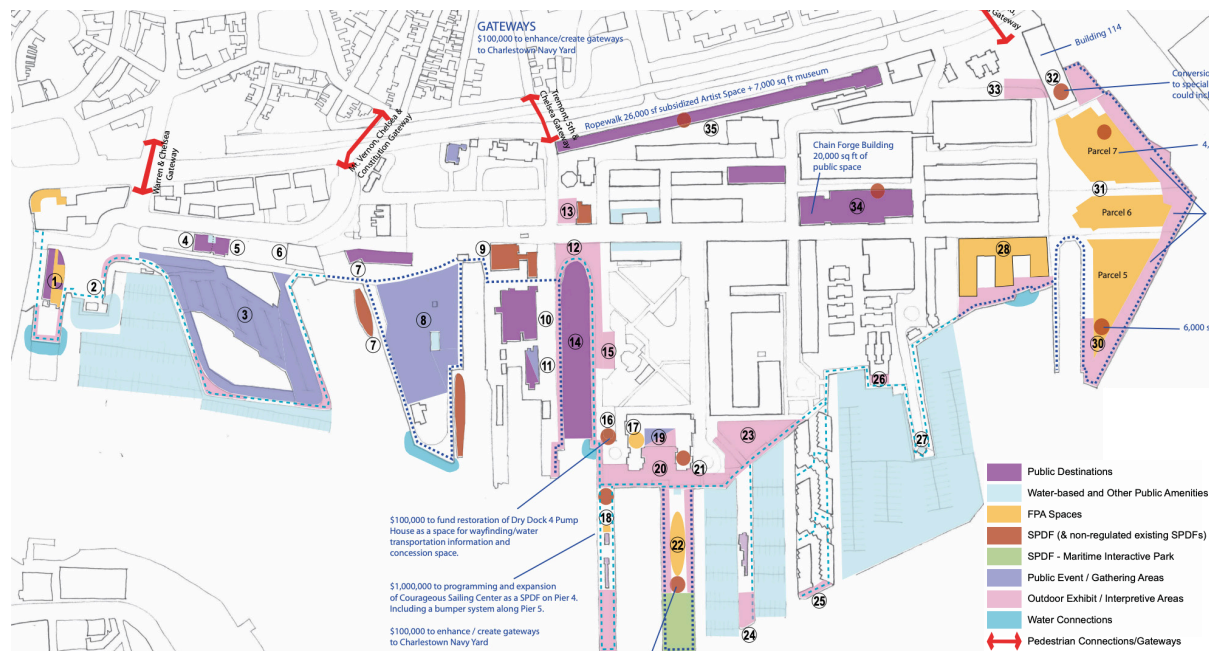 GATEWAYS
$100,000 to enhance/create gateways
to Charlestown Navy Yard
Gateway
Building 114
Conversio
to special
could incl
Warren & Chelsea
Gateway
Mt. Vernon, Chelsea &
Constitution Gateway
Tremont, 5th &
Chelsea Gateway
Ropewalk 26,000 sf subsidized Artist Space + 7,000 sq ft museum
35
32
33
Chain Forge Building
20,000 sq ft of
public space
34
Parcel 7
4,
31
Parcel 6
Parcel 5
6,000 s
30
28
13
12
1
2
3
4
5
6
7
7
8
9
10
11
14
15
16
17
18
19
20
21
22
23
24
25
26
27
$100,000 to fund restoration of Dry Dock 4 Pump
House as a space for wayfinding/water
transportation information and
concession space.
$1,000,000 to programming and expansion
of Courageous Sailing Center as a SPDF on Pier 4.
Including a bumper system along Pier 5.
$100,000 to enhance / create gateways
to Charlestown Navy Yard
Public Destinations
Water-based and Other Public Amenities
FPA Spaces
SPDF (& non-regulated existing SPDFs)
SPDF - Maritime Interactive Park
Public Event / Gathering Areas
Outdoor Exhibit / Interpretive Areas
Water Connections
Pedestrian Connections/Gateways